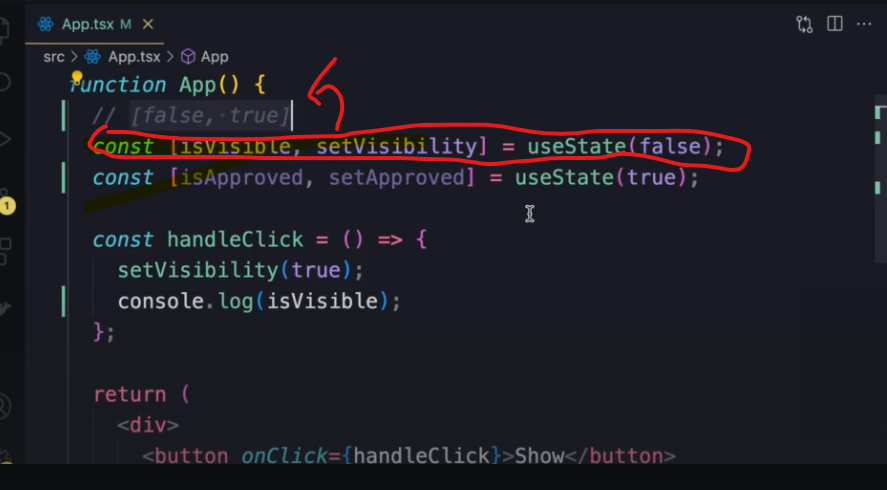 App.tsx M
src > App.tsx > App
function App() {
// [false, true]
const [isVisible, setVisibility] = useState(false);
const [isApproved, setApproved] = useState(true);
const handleClick = () => {
setVisibility(true);
console.log(isVisible);
};
1
return (
<div>
<button onClick={handleClick}>Show</button>